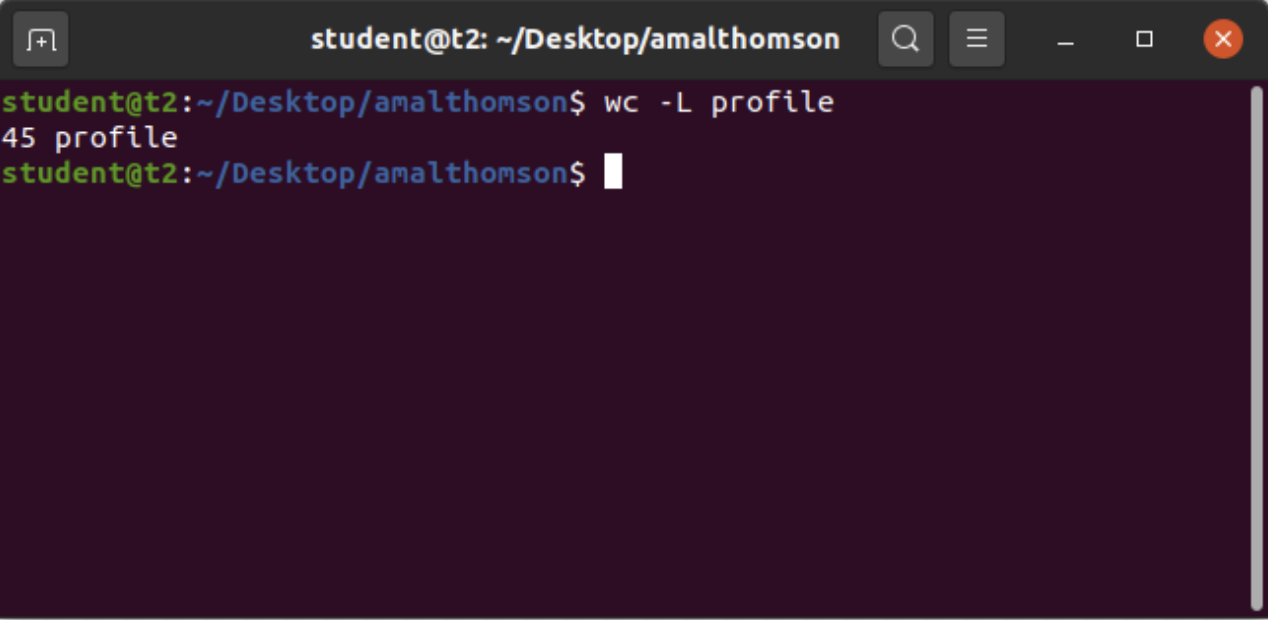 student@t2: ~/Desktop/amalthomson
student@t2:~/Desktop/amalthomson$ wc -L profile
45 profile
student@t2:~/Desktop/amalthomson$